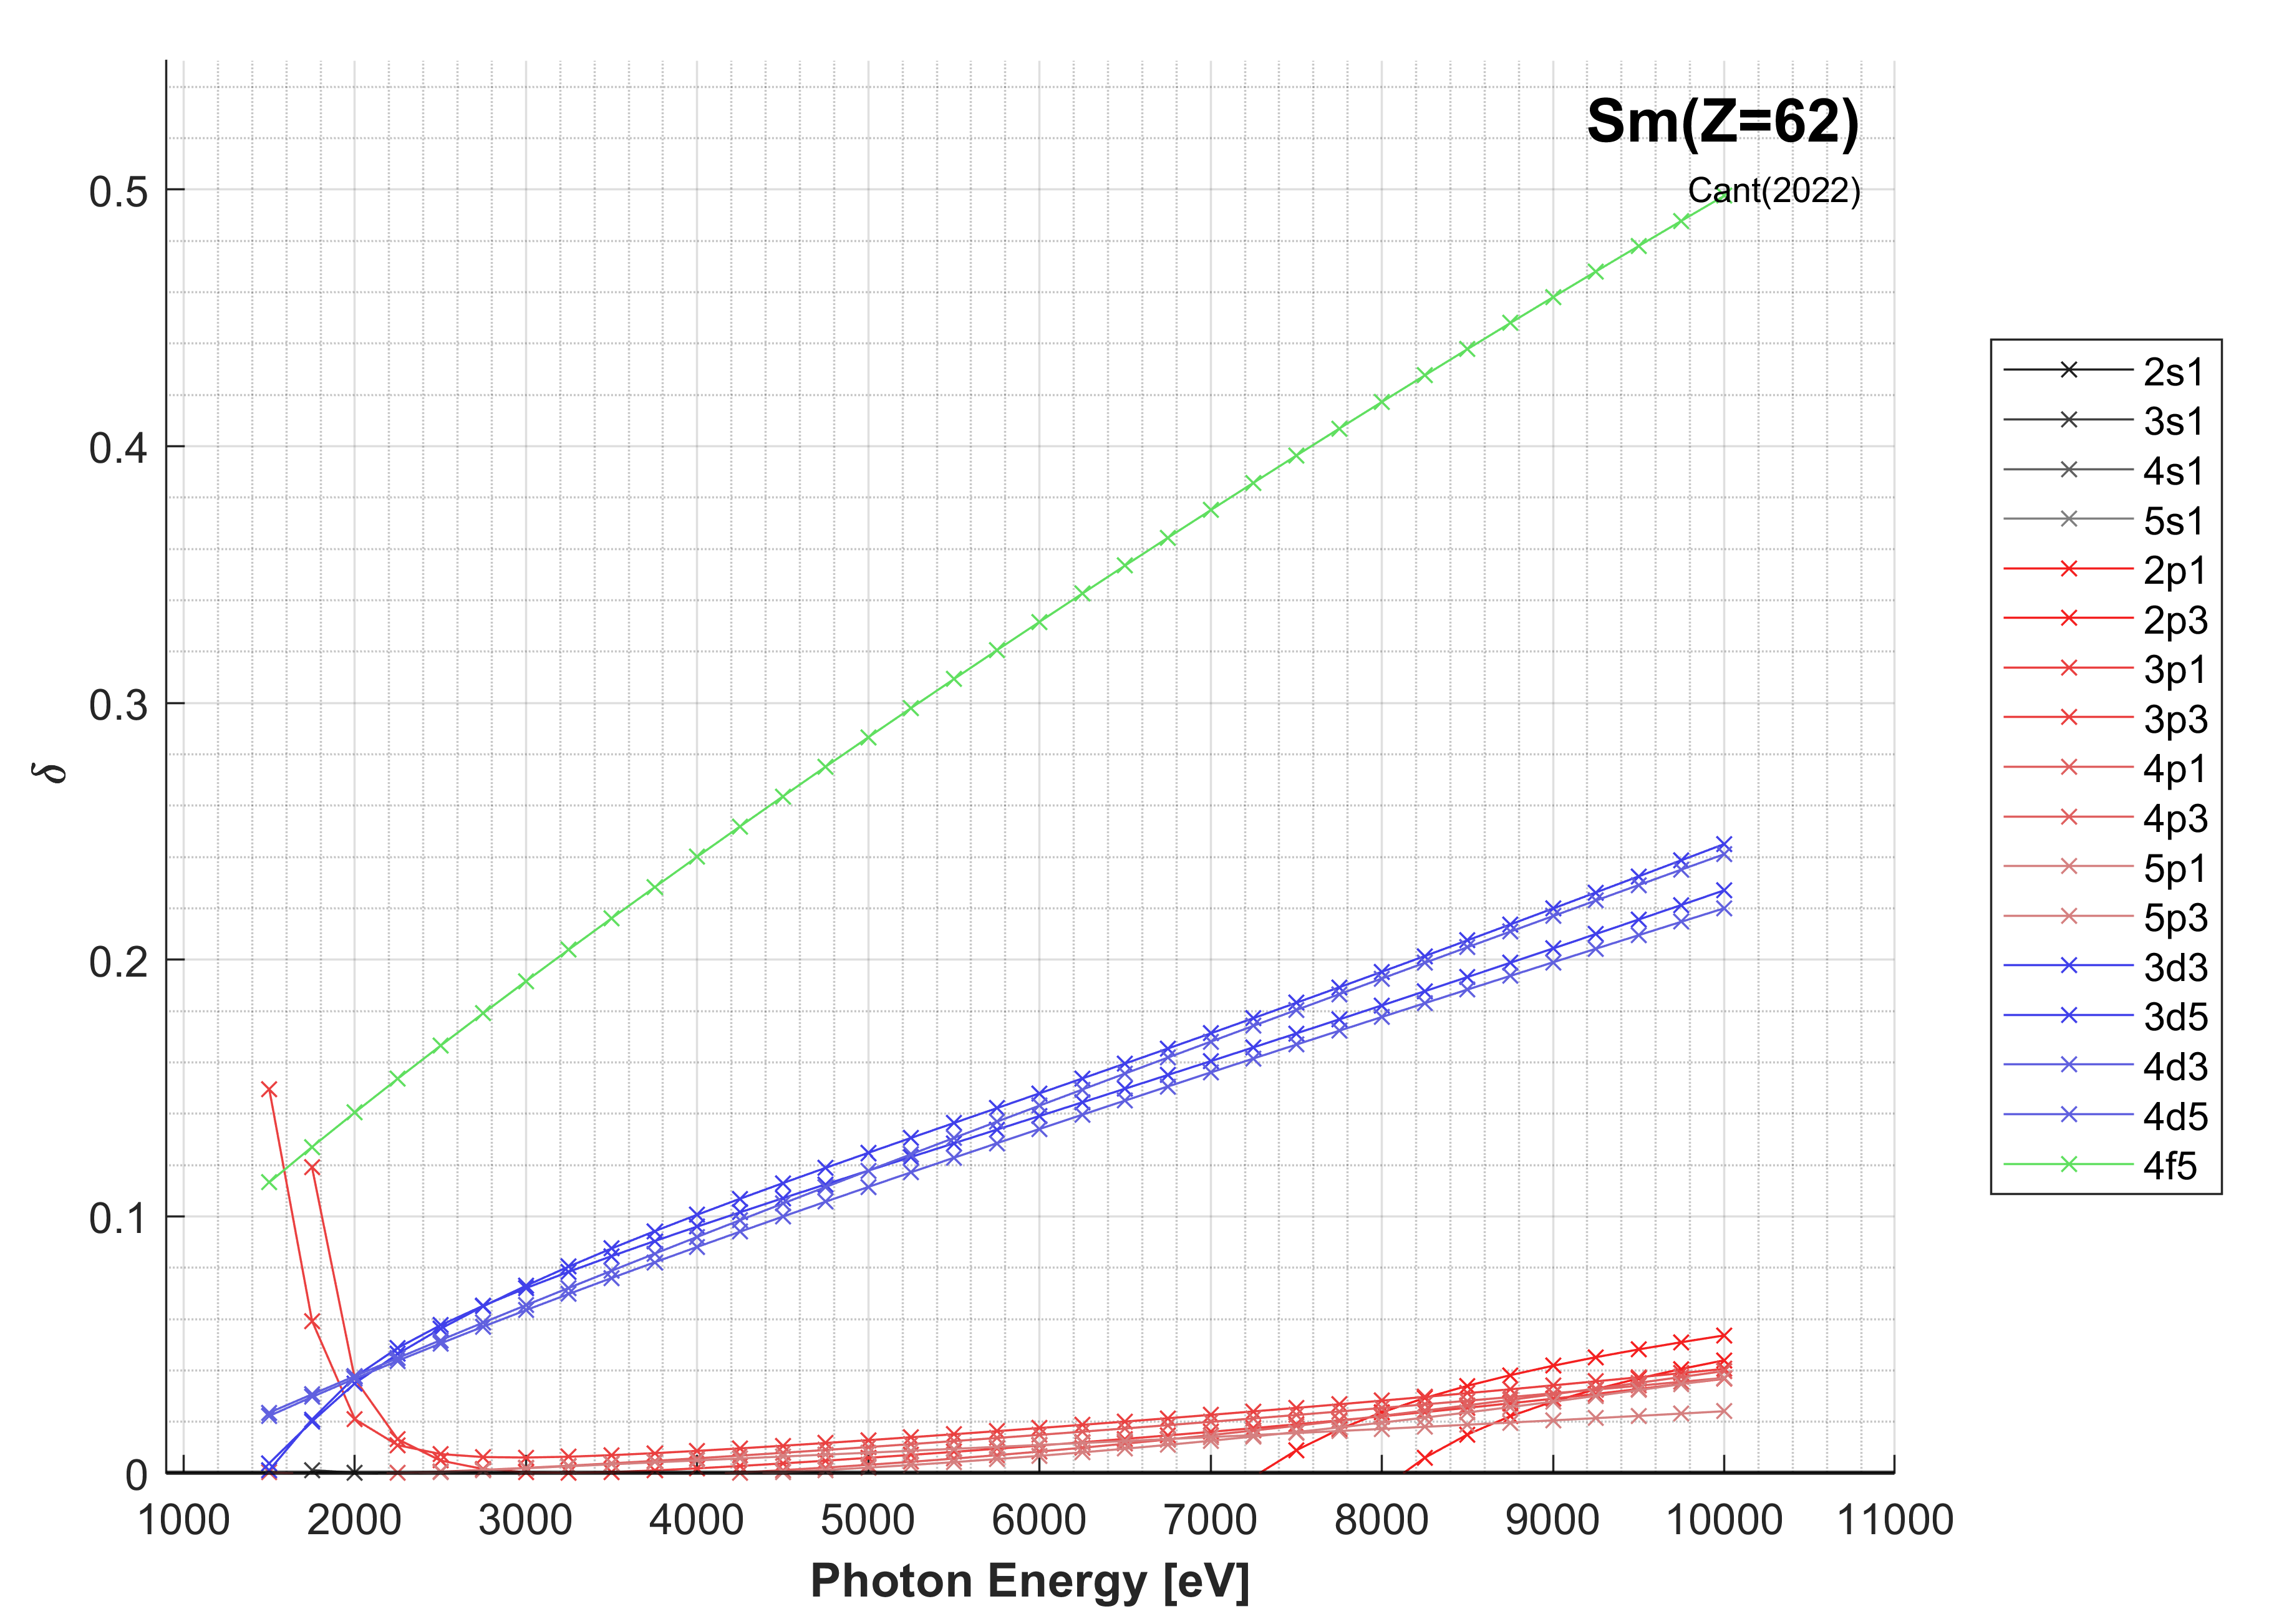 Sm(Z=62)
Cant(2022)
0.5
0.4
0.3
0.2
0.1
0
δ
1000 2000 3000 4000 5000 6000 7000 8000 9000 10000 11000
Photon Energy [eV]
2s1
3s1
4s1
5s1
2p1
2p3
3p1
3p3
4p1
4p3
5p1
5p3
3d3
3d5
4d3
4d5
4f5